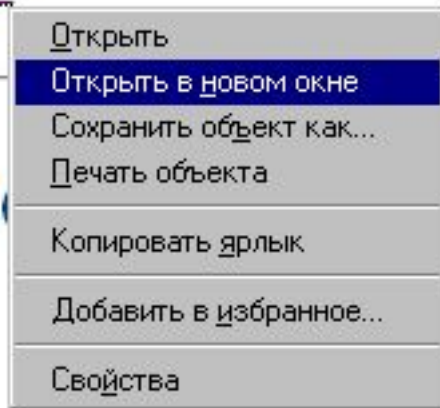 Открыть
Открыть в новом окне
Сохранить объект как...
Печать объекта
Копировать ярлык
Добавить в избранное...
Свойства